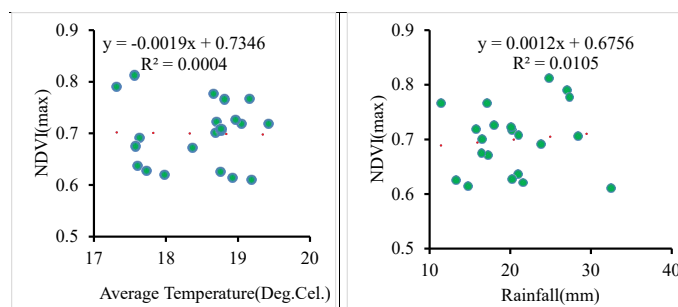 y = -0.0019x + 0.7346
R² = 0.0004
0.9
0.8
0.7
0.6
0.5
NDVI(max)
17 18 19 20
Average Temperature(Deg.Cel.)
y = 0.0012x + 0.6756
R² = 0.0105
0.9
0.8
0.7
0.6
0.5
NDVI(max)
10 20 30 40
Rainfall(mm)